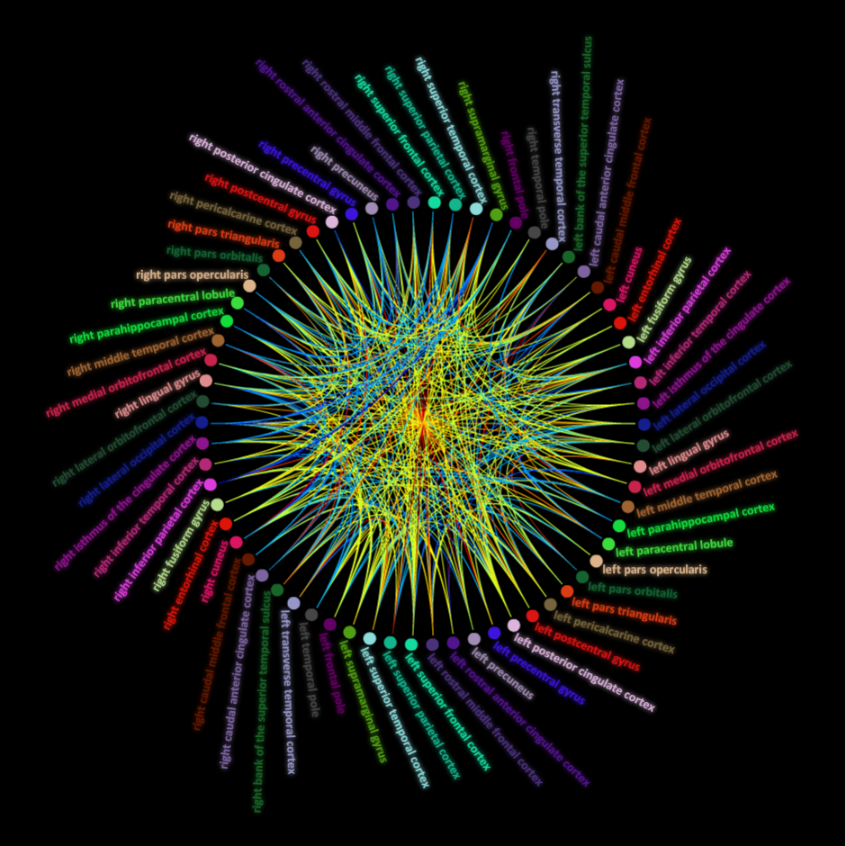 left bank of the superior temporal sulcus
left caudal anterior cingulate cortex
left caudal middle frontal cortex
left cuneus
left entorhinal cortex
left fusiform gyrus
left inferior parietal cortex
left inferior temporal cortex
left isthmus of the cingulate cortex
left lateral occipital cortex
left lateral orbitofrontal cortex
left lingual gyrus
left medial orbitofrontal cortex
left middle temporal cortex
left parahippocampal cortex
left paracentral lobule
left pars opercularis
left pars orbitalis
left pars triangularis
left pericalcarine cortex
left postcentral gyrus
left posterior cingulate cortex
left precentral gyrus
left precuneus
left rostral anterior cingulate cortex
left rostral middle frontal cortex
left superior frontal cortex
left superior parietal cortex
left superior temporal cortex
left supramarginal gyrus
left frontal pole
left temporal pole
left transverse temporal cortex
right bank of the superior temporal sulcus
right caudal anterior cingulate cortex
right caudal middle frontal cortex
right cuneus
right entorhinal cortex
right fusiform gyrus
right inferior parietal cortex
right inferior temporal cortex
right isthmus of the cingulate cortex
right lateral occipital cortex
right lateral orbitofrontal cortex
right lingual gyrus
right medial orbitofrontal cortex
right middle temporal cortex
right parahippocampal cortex
right paracentral lobule
right pars opercularis
right pars orbitalis
right pars triangularis
right pericalcarine cortex
right postcentral gyrus
right posterior cingulate cortex
right precentral gyrus
right precuneus
right rostral anterior cingulate cortex
right rostral middle frontal cortex
right superior frontal cortex
right superior parietal cortex
right superior temporal cortex
right supramarginal gyrus
right frontal pole
right temporal pole
right transverse temporal cortex